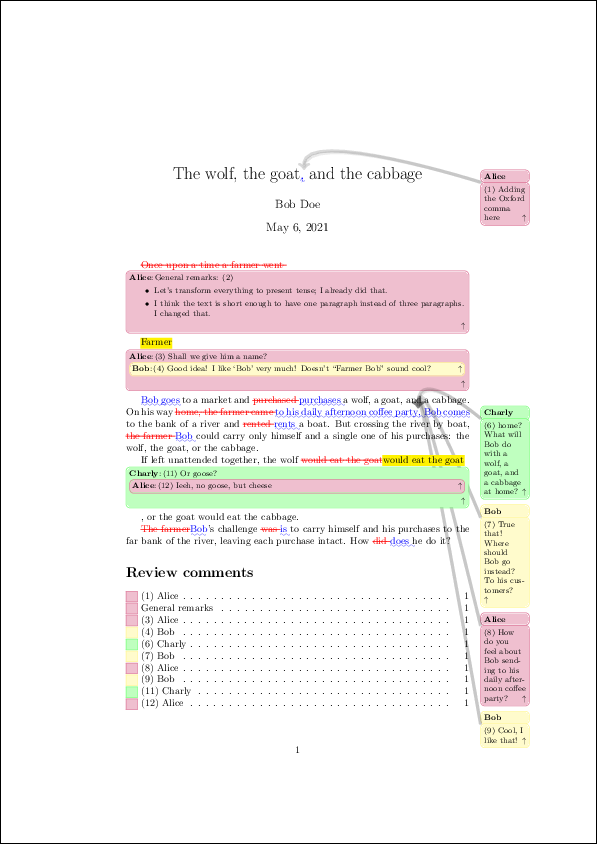 The wolf, the goat, and the cabbage
Bob Doe
May 6, 2021
Alice
(1) Adding
the Oxford
comma
here ↑
Once upon a time a farmer went
Alice: General remarks: (2)
• Let's transform everything to present tense; I already did that.
• I think the text is short enough to have one paragraph instead of three paragraphs.
I changed that.
↑
Farmer
Alice: (3) Shall we give him a name?
Bob: (4) Good idea! I like ‘Bob’ very much! Doesn't “Farmer Bob” sound cool? ↑
↑
Bob goes to a market and purchased purchases a wolf, a goat, and a cabbage.
On his way home, the farmer came to his daily afternoon coffee party, Bob comes
to the bank of a river and rented rents a boat. But crossing the river by boat,
the farmer Bob could carry only himself and a single one of his purchases: the
wolf, the goat, or the cabbage.
If left unattended together, the wolf would eat the goat would eat the goat
Charly: (11) Or goose?
Alice: (12) Ieeh, no goose, but cheese ↑
↑
, or the goat would eat the cabbage.
The farmerBob's challenge was is to carry himself and his purchases to the
far bank of the river, leaving each purchase intact. How did does he do it?
Charly
(6) home?
What will
Bob do
with a
wolf, a
goat, and
a cabbage
at home? ↑
Bob
(7) True
that!
Where
should
Bob go
instead?
To his cus-
tomers?
↑
Alice
(8) How
do you
feel about
Bob send-
ing to his
daily after-
noon coffee
party? ↑
Bob
(9) Cool, I
like that! ↑
Review comments
(1) Alice . . . . . . . . . . . . . . . . . . . . . . . . . . . . 1
General remarks . . . . . . . . . . . . . . . . . . . . . . . . 1
(3) Alice . . . . . . . . . . . . . . . . . . . . . . . . . . . . 1
(4) Bob . . . . . . . . . . . . . . . . . . . . . . . . . . . . 1
(6) Charly . . . . . . . . . . . . . . . . . . . . . . . . . . . 1
(7) Bob . . . . . . . . . . . . . . . . . . . . . . . . . . . . 1
(8) Alice . . . . . . . . . . . . . . . . . . . . . . . . . . . . 1
(9) Bob . . . . . . . . . . . . . . . . . . . . . . . . . . . . 1
(11) Charly . . . . . . . . . . . . . . . . . . . . . . . . . . 1
(12) Alice . . . . . . . . . . . . . . . . . . . . . . . . . . . 1
1